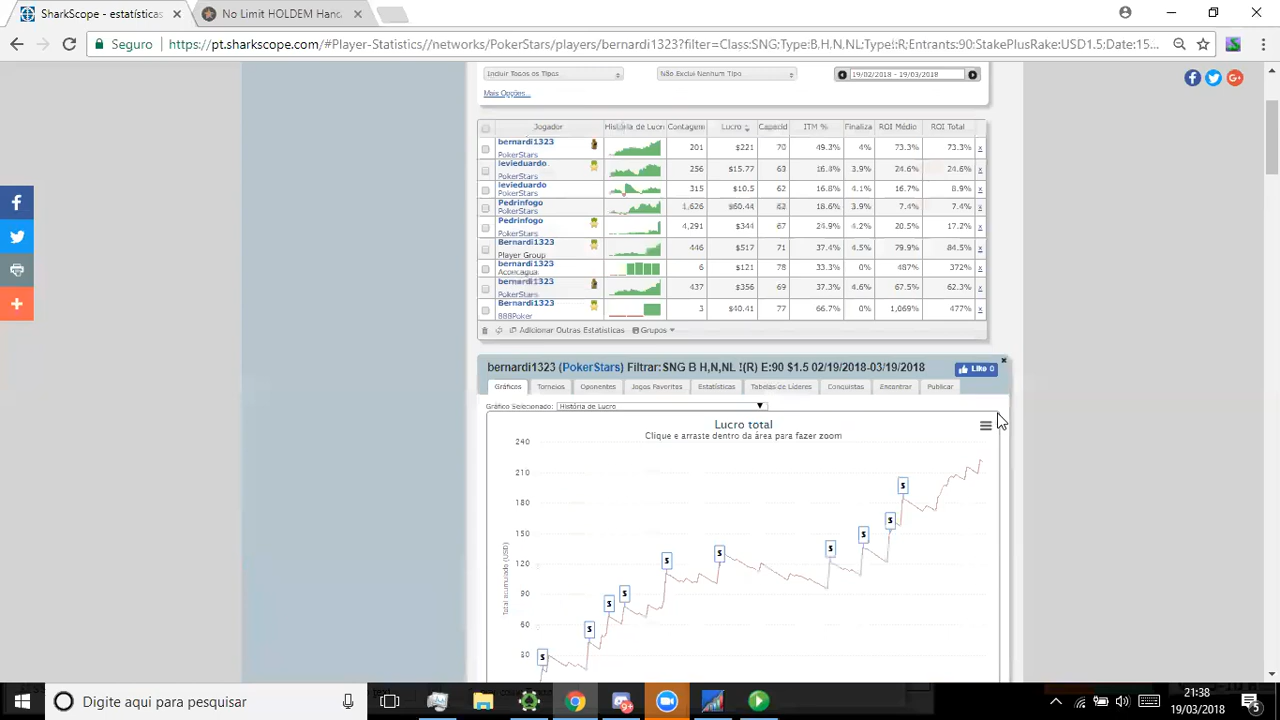 SharkScope - estatísticas
No Limit HOLDEM Hand
Seguro
https://pt.sharkscope.com/#Player-Statistics//networks/PokerStars/players/bernardi1323?filter=Class:SNG;Type:B,H,N,NL;Type!:R;Entrants:90;StakePlusRake:USD1.5;Date:15...
Incluir Todos os Tipos
Não Exclui Nenhum Tipo
19/02/2018 - 19/03/2018
Mais Opções...
Jogador História de Lucro Contagem Lucro Capacid ITM % Finaliza ROI Médio ROI Total
bernardi1323 PokerStars 201 $221 70 49.3% 4% 73.3% 73.3% x
levieduardo PokerStars 256 $15.77 63 16.4% 3.9% 24.6% 24.6% x
levieduardo PokerStars 315 $10.5 62 16.8% 4.1% 16.7% 8.9% x
Pedrinfogo PokerStars 1,626 $60.44 62 18.6% 3.9% 7.4% 7.4% x
Pedrinfogo PokerStars 4,291 $344 67 24.9% 4.2% 20.5% 17.2% x
Bernardi1323 Player Group 446 $517 71 37.4% 4.5% 79.9% 84.5% x
bernardi1323 Aconcagua 6 $121 78 33.3% 0% 487% 372% x
bernardi1323 PokerStars 437 $356 69 37.3% 4.6% 67.5% 62.3% x
Bernardi1323 888Poker 3 $40.41 77 66.7% 0% 1,069% 477% x
Adicionar Outras Estatísticas Grupos
bernardi1323 (PokerStars) Filtrar:SNG B H,N,NL !(R) E:90 $1.5 02/19/2018-03/19/2018
Like 0
Gráficos Torneios Oponentes Jogos Favoritos Estatísticas Tabelas de Líderes Conquistas Encontrar Publicar
Gráfico Selecionado: História de Lucro
Lucro total
Clique e arraste dentro da área para fazer zoom
240
210
180
150
120
90
60
30
Total acumulado (USD)
$
$
$
$
$
$
$
$
$
$
Digite aqui para pesquisar
21:38
19/03/2018
5